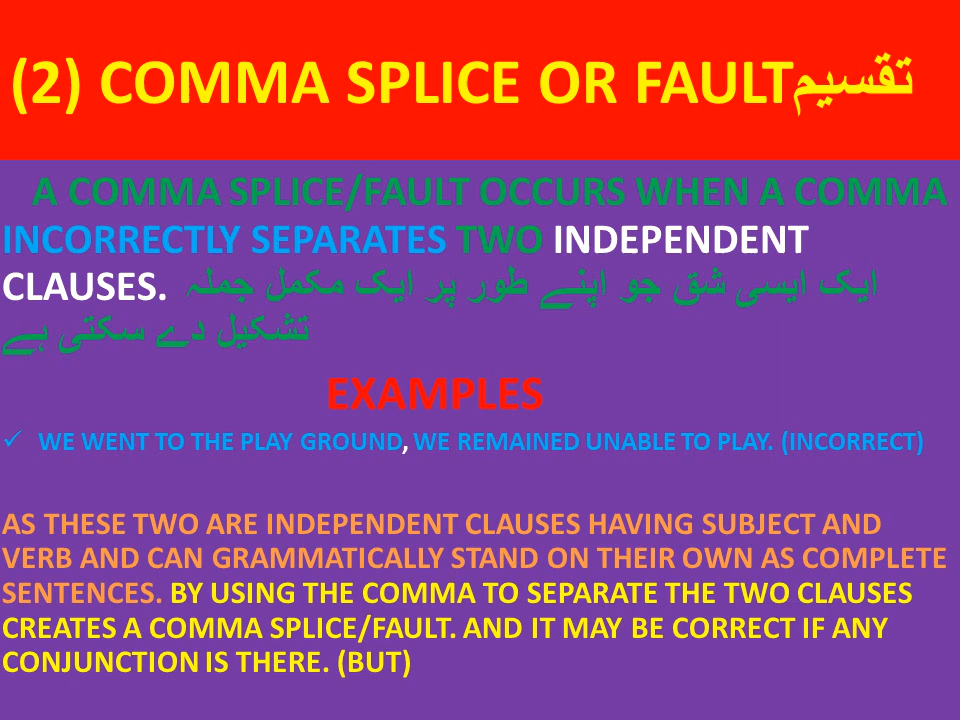 (2) COMMA SPLICE OR FAULTتقسیم
A COMMA SPLICE/FAULT OCCURS WHEN A COMMA
INCORRECTLY SEPARATES TWO INDEPENDENT
CLAUSES. ایک ایسی شق جو اپنے طور پر ایک مکمل جملہ
تشکیل دے سکتی ہے
EXAMPLES
✓ WE WENT TO THE PLAY GROUND, WE REMAINED UNABLE TO PLAY. (INCORRECT)
AS THESE TWO ARE INDEPENDENT CLAUSES HAVING SUBJECT AND
VERB AND CAN GRAMMATICALLY STAND ON THEIR OWN AS COMPLETE
SENTENCES. BY USING THE COMMA TO SEPARATE THE TWO CLAUSES
CREATES A COMMA SPLICE/FAULT. AND IT MAY BE CORRECT IF ANY
CONJUNCTION IS THERE. (BUT)